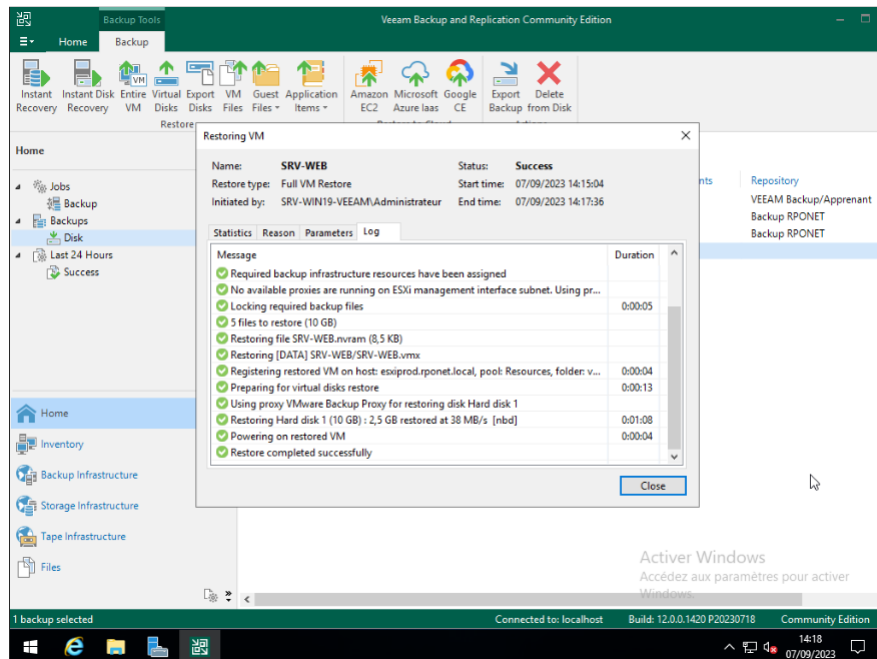 Backup Tools
Veeam Backup and Replication Community Edition
Home Backup
Instant Recovery
Instant Disk Recovery
Entire VM
Virtual Disks
Export Disks
VM Files
Guest Files
Application Items
Amazon EC2
Microsoft Azure Iaas
Google CE
Export Backup
Delete from Disk
Restore
Home
Jobs
Backup
Backups
Disk
Last 24 Hours
Success
Home
Inventory
Backup Infrastructure
Storage Infrastructure
Tape Infrastructure
Files
Restoring VM
Name: SRV-WEB Status: Success
Restore type: Full VM Restore Start time: 07/09/2023 14:15:04
Initiated by: SRV-WIN19-VEEAM\Administrateur End time: 07/09/2023 14:17:36
Statistics Reason Parameters Log
Message Duration
Required backup infrastructure resources have been assigned
No available proxies are running on ESXi management interface subnet. Using pr...
Locking required backup files 0:00:05
5 files to restore (10 GB)
Restoring file SRV-WEB.nvram (8,5 KB)
Restoring [DATA] SRV-WEB/SRV-WEB.vmx
Registering restored VM on host: esxiprod.rponet.local, pool: Resources, folder: v... 0:00:04
Preparing for virtual disks restore 0:00:13
Using proxy VMware Backup Proxy for restoring disk Hard disk 1
Restoring Hard disk 1 (10 GB) : 2,5 GB restored at 38 MB/s [nbd] 0:01:08
Powering on restored VM 0:00:04
Restore completed successfully
Close
nts Repository
VEEAM Backup/Apprenant
Backup RPONET
Backup RPONET
Activer Windows
Accédez aux paramètres pour activer
Windows.
1 backup selected Connected to: localhost Build: 12.0.0.1420 P20230718 Community Edition
14:18
07/09/2023